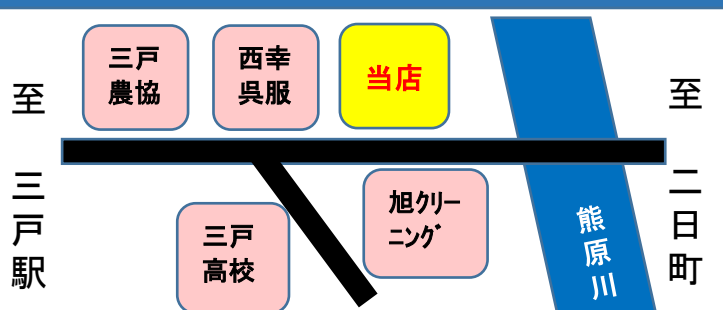 至 三戸駅
三戸
農協
西幸
呉服
当店
至 二日町
三戸
高校
旭クリー
ニング
熊原川